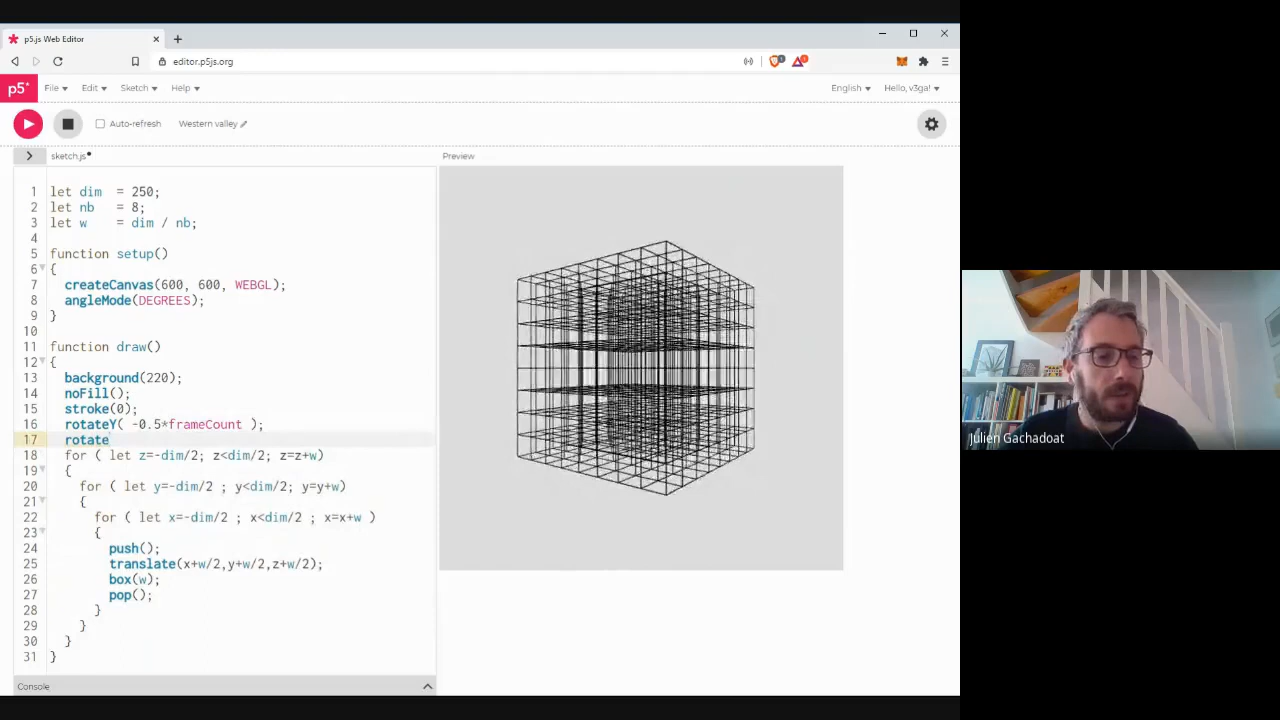 p5.js Web Editor
editor.p5js.org
p5* File Edit Sketch Help English Hello, v3ga!
Auto-refresh Western valley
sketch.js Preview
1 let dim = 250;
2 let nb = 8;
3 let w = dim / nb;
4
5 function setup()
6 {
7 createCanvas(600, 600, WEBGL);
8 angleMode(DEGREES);
9 }
10
11 function draw()
12 {
13 background(220);
14 noFill();
15 stroke(0);
16 rotateY( -0.5*frameCount );
17 rotate
18 for ( let z=-dim/2; z<dim/2; z=z+w)
19 {
20 for ( let y=-dim/2 ; y<dim/2; y=y+w)
21 {
22 for ( let x=-dim/2 ; x<dim/2 ; x=x+w )
23 {
24 push();
25 translate(x+w/2,y+w/2,z+w/2);
26 box(w);
27 pop();
28 }
29 }
30 }
31 }
Console
Julien Gachadoat